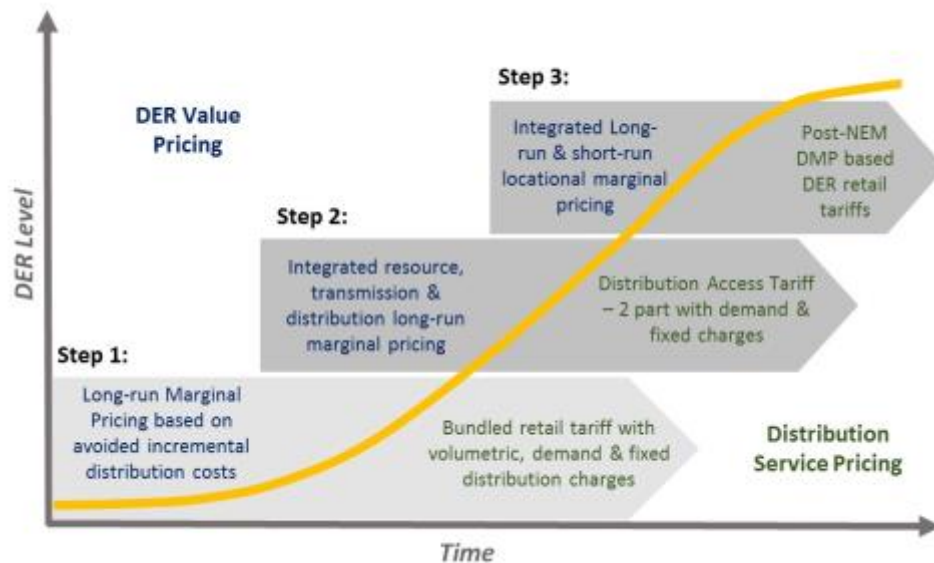 Step 3:
DER Value
Pricing
Integrated Long-
run & short-run
locational marginal
pricing
Post-NEM
DMP based
DER retail
tariffs
Step 2:
Integrated resource,
transmission &
distribution long-run
marginal pricing
Distribution Access Tariff
– 2 part with demand &
fixed charges
Step 1:
Long-run Marginal
Pricing based on
avoided incremental
distribution costs
Bundled retail tariff with
volumetric, demand & fixed
distribution charges
Distribution
Service Pricing
DER Level
Time